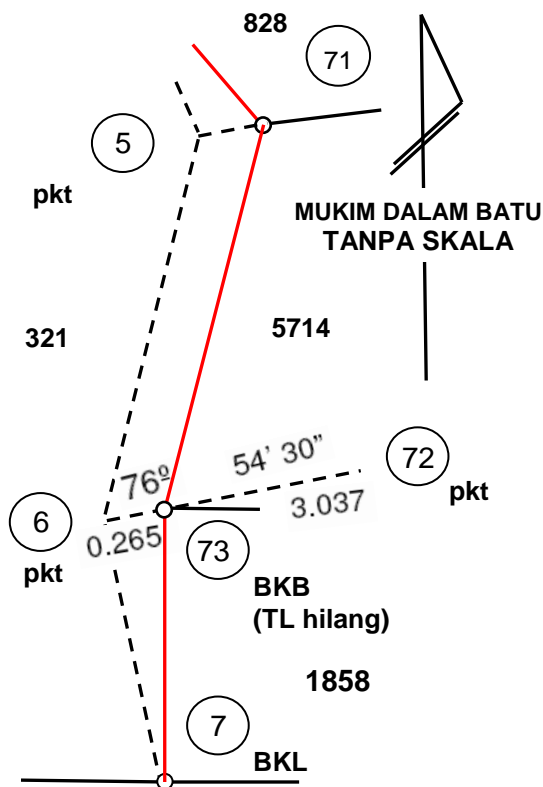 828
71
5
pkt
MUKIM DALAM BATU
TANPA SKALA
321
5714
76º 54' 30”
72
pkt
6
pkt
0.265
3.037
73
BKB
(TL hilang)
1858
7
BKL